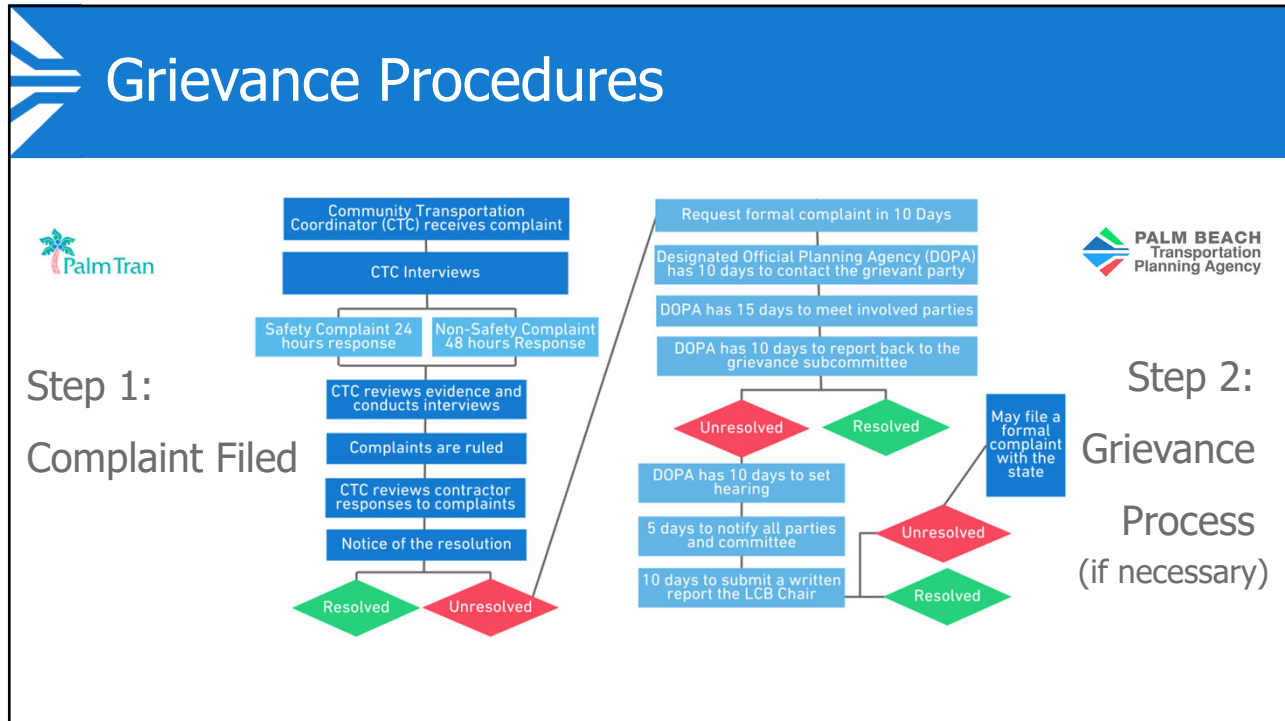 Grievance Procedures
Palm Tran
Step 1:
Complaint Filed
Community Transportation
Coordinator (CTC) receives complaint
CTC Interviews
Safety Complaint 24
hours response
Non-Safety Complaint
48 hours Response
CTC reviews evidence and
conducts interviews
Complaints are ruled
CTC reviews contractor
responses to complaints
Notice of the resolution
Resolved
Unresolved
Request formal complaint in 10 Days
Designated Official Planning Agency (DOPA)
has 10 days to contact the grievant party
DOPA has 15 days to meet involved parties
DOPA has 10 days to report back to the
grievance subcommittee
Unresolved
Resolved
DOPA has 10 days to set
hearing
5 days to notify all parties
and committee
10 days to submit a written
report the LCB Chair
Unresolved
Resolved
May file a
formal
complaint
with the
state
PALM BEACH
Transportation
Planning Agency
Step 2:
Grievance
Process
(if necessary)